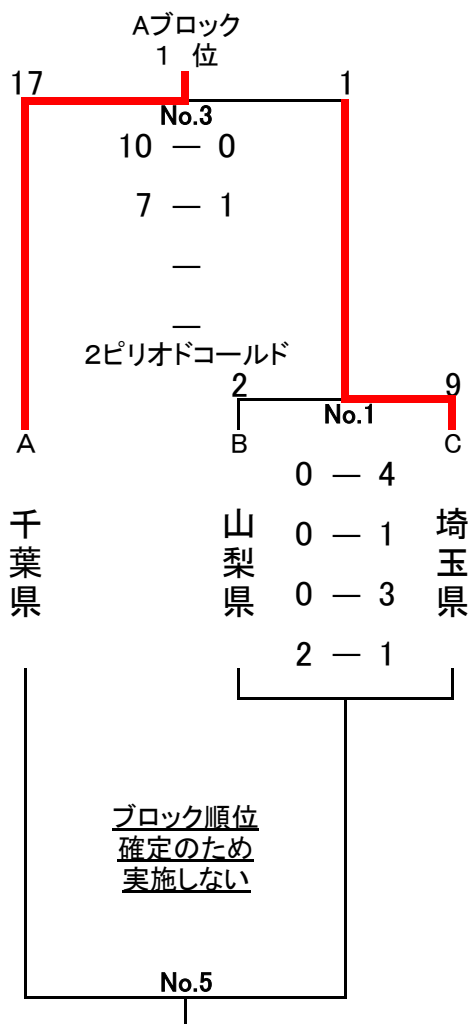 Aブロック
1 位
17 1
No.3
10 ― 0
7 ― 1
―
―
2ピリオドコールド
2 9
No.1
A B C
0 ― 4
0 ― 1
0 ― 3
2 ― 1
千葉県
山梨県
埼玉県
ブロック順位
確定のため
実施しない
No.5